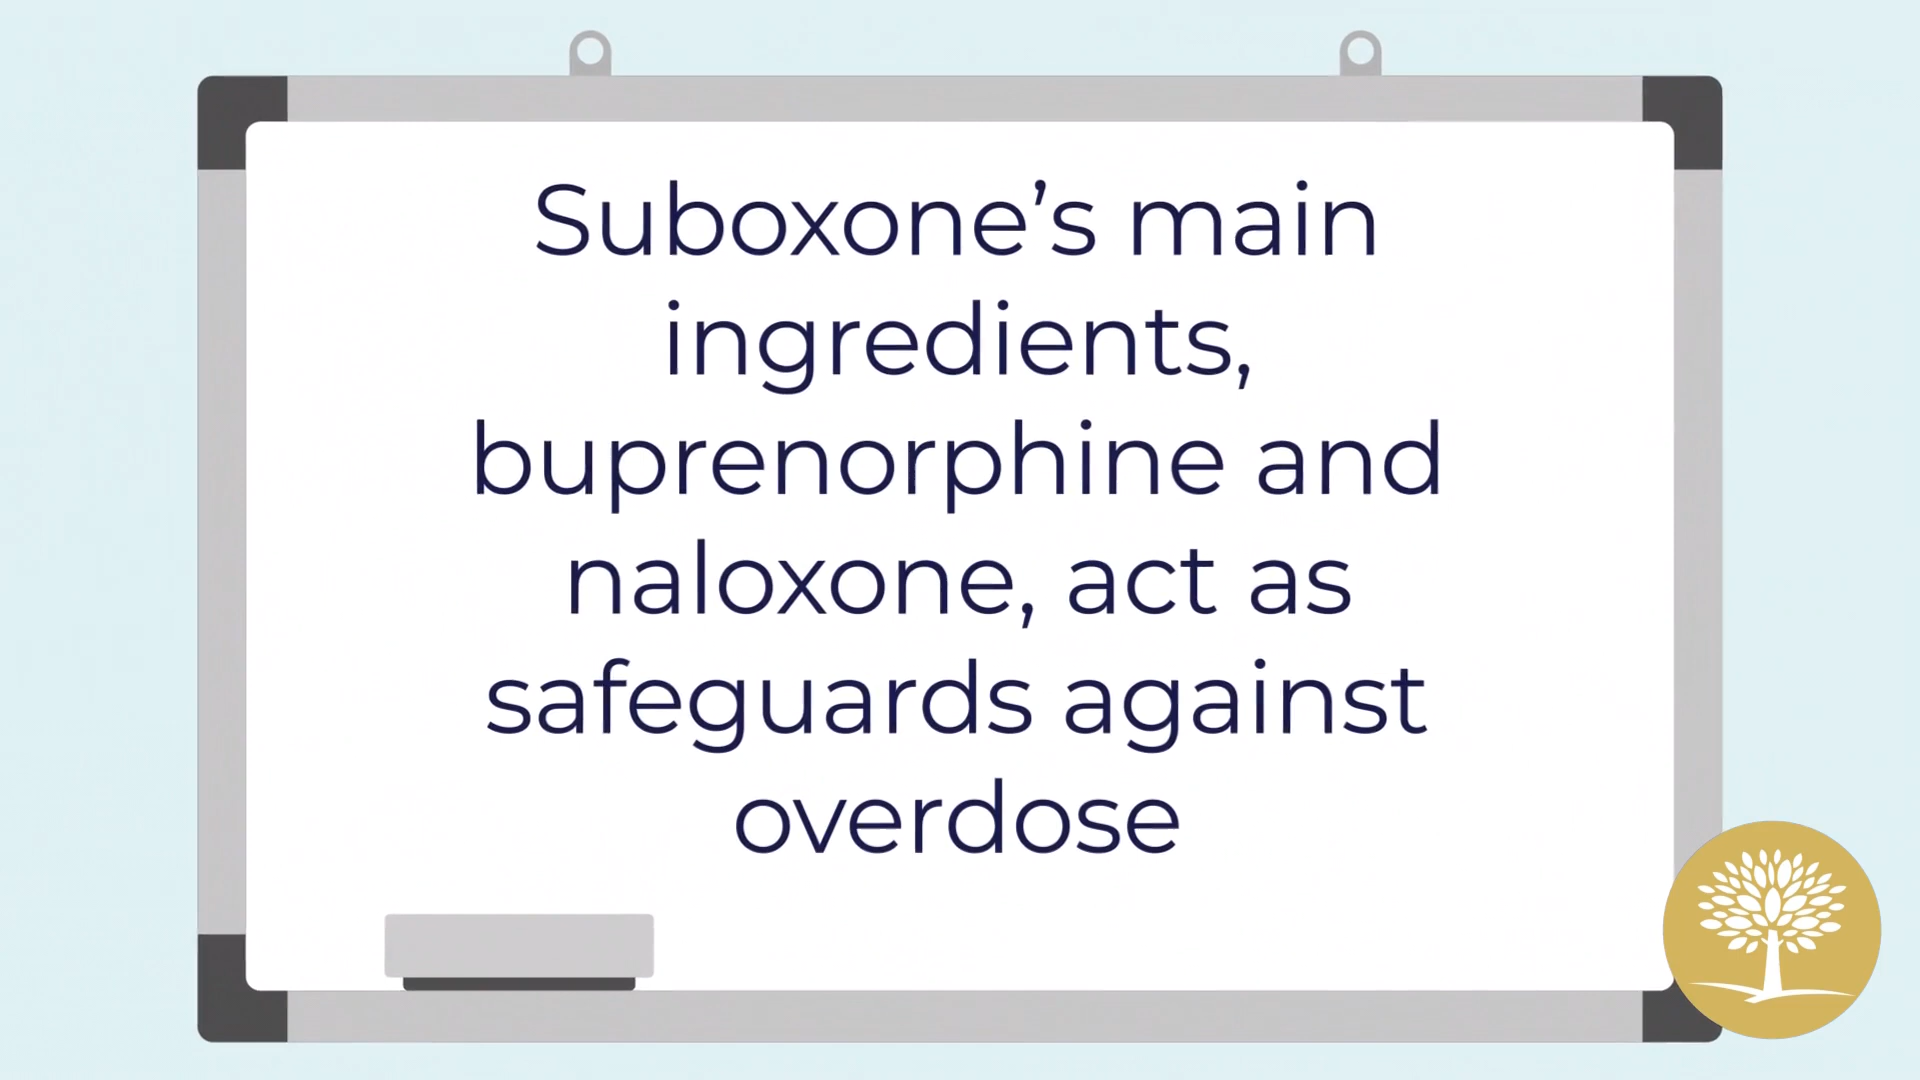 Suboxone’s main
ingredients,
buprenorphine and
naloxone, act as
safeguards against
overdose